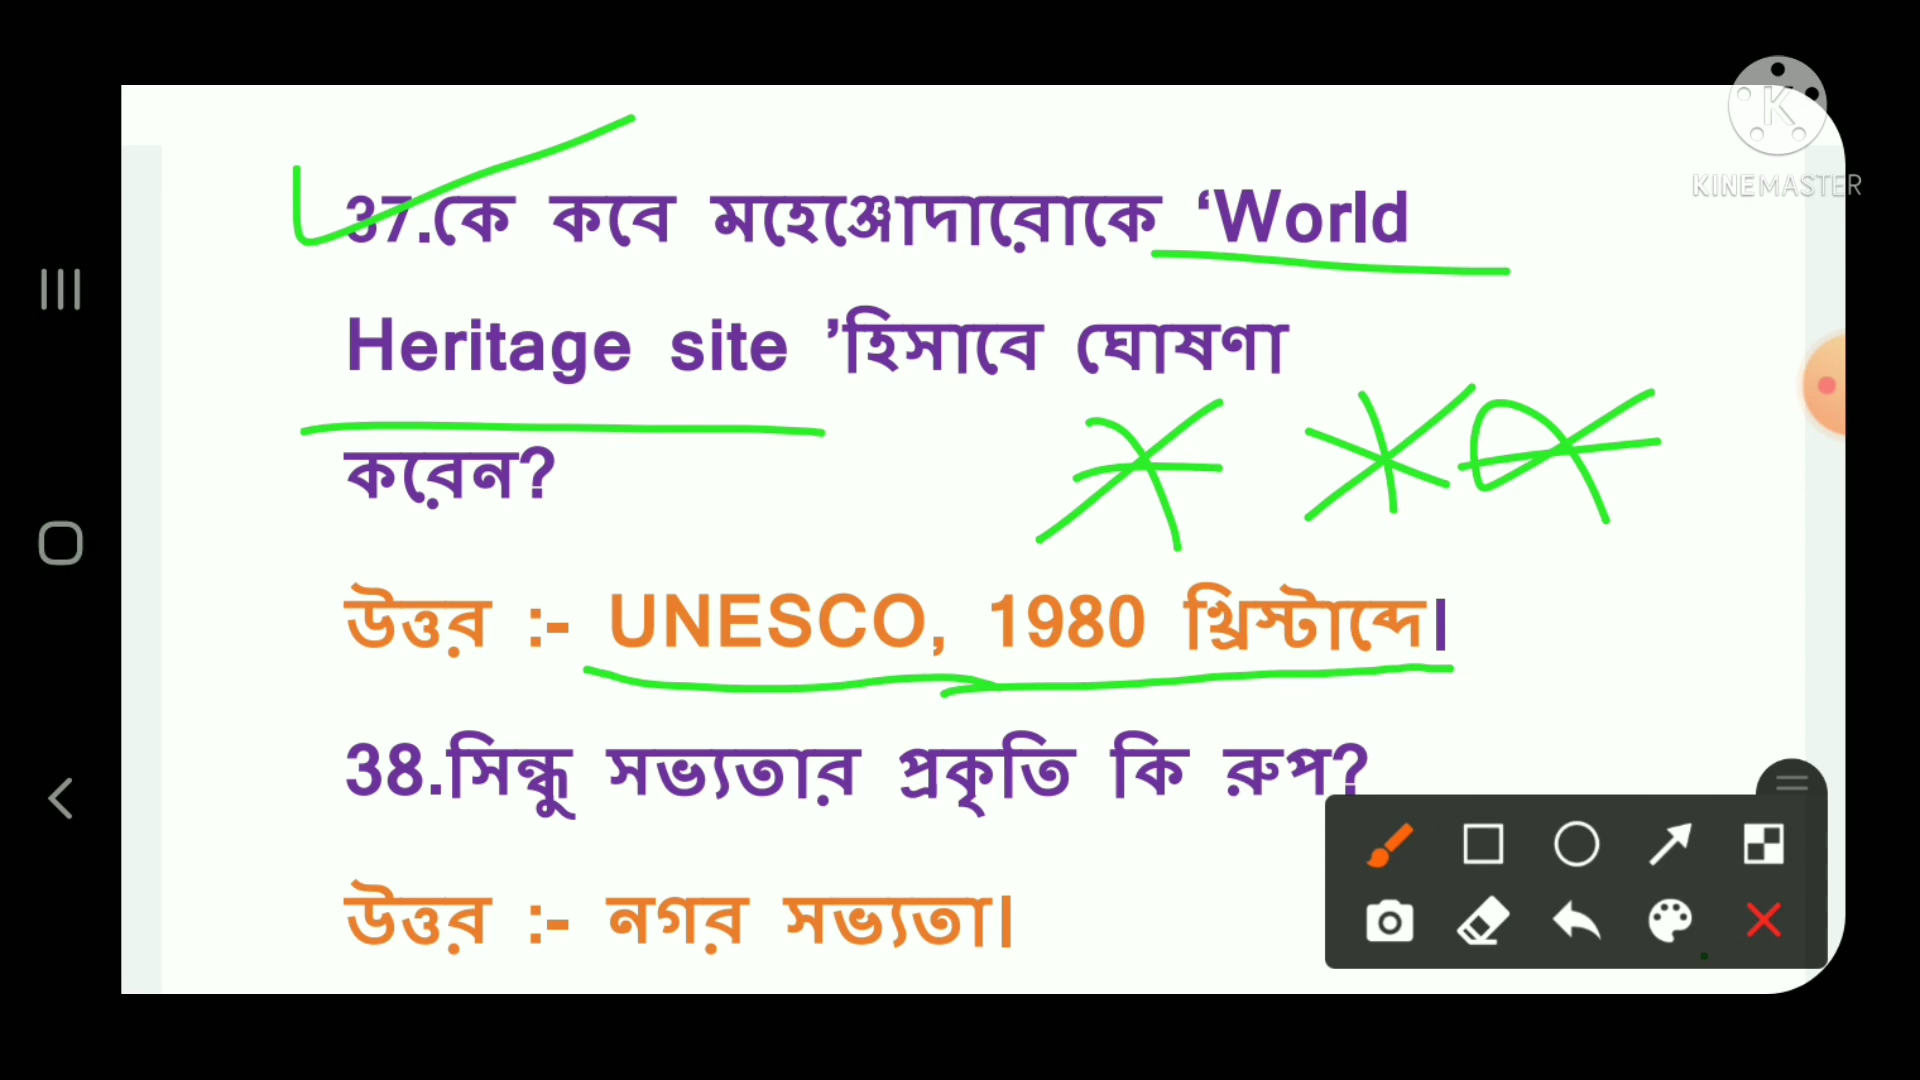 KINEMASTER
37.কে কবে মহেঞ্জোদারোকে ‘World
Heritage site ’হিসাবে ঘোষণা
করেন?
উত্তর :- UNESCO, 1980 খ্রিস্টাব্দে।
38.সিন্ধু সভ্যতার প্রকৃতি কি রুপ?
উত্তর :- নগর সভ্যতা।